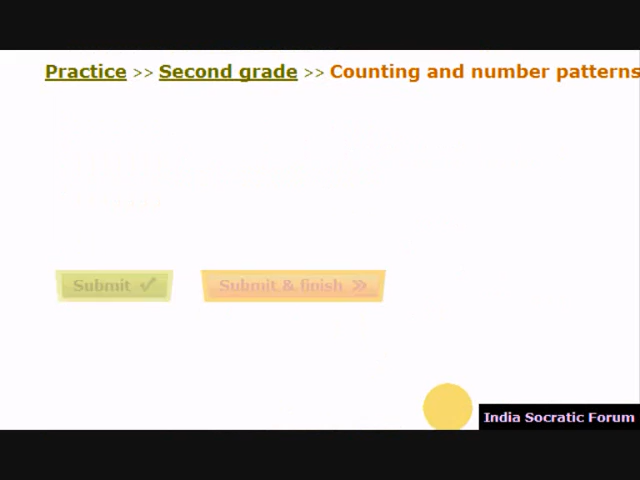 Practice >> Second grade >> Counting and number patterns
Submit ✓
Submit & finish »
India Socratic Forum